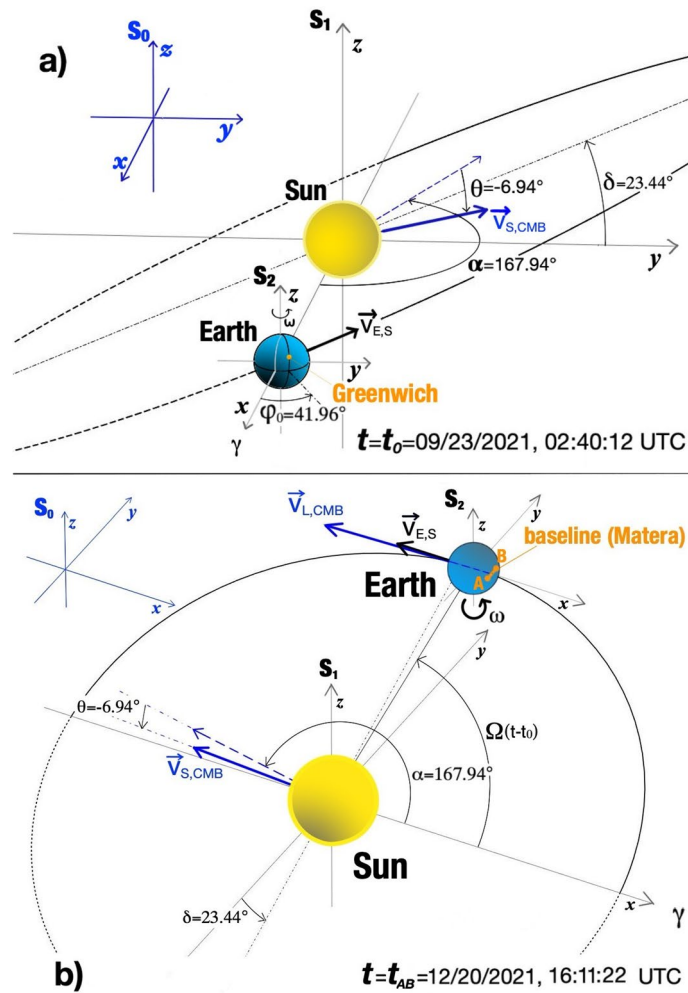 a)
S₀
z
y
x
S₁
z
Sun
θ=-6.94°
δ=23.44°
V⃗S,CMB
α=167.94°
y
S₂
z
ω
Earth
V⃗E,S
y
Greenwich
x
φ₀=41.96°
γ
t=t₀=09/23/2021, 02:40:12 UTC
S₀
z
y
x
V⃗L,CMB
V⃗E,S
S₂
z
y
baseline (Matera)
B
A
Earth
x
ω
y
S₁
z
θ=-6.94°
Ω(t-t₀)
V⃗S,CMB
α=167.94°
Sun
x
γ
δ=23.44°
b)
t=tAB=12/20/2021, 16:11:22 UTC